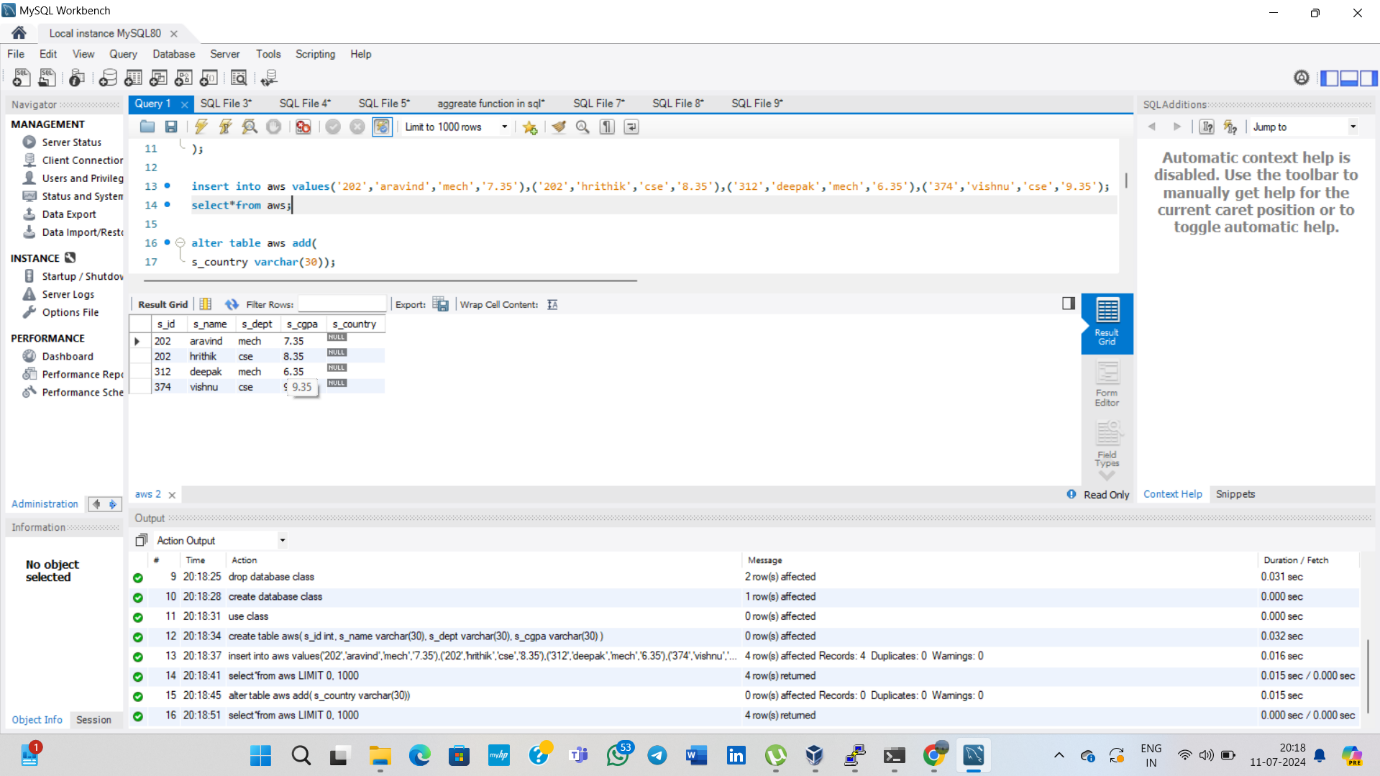 MySQL Workbench
Local instance MySQL80
File Edit View Query Database Server Tools Scripting Help
Navigator
MANAGEMENT
Server Status
Client Connection
Users and Privileg
Status and System
Data Export
Data Import/Resto
INSTANCE
Startup / Shutdov
Server Logs
Options File
PERFORMANCE
Dashboard
Performance Repo
Performance Sche
Administration
Information
No object
selected
Object Info Session
Query 1 SQL File 3* SQL File 4* SQL File 5* aggreate function in sql* SQL File 7* SQL File 8* SQL File 9*
Limit to 1000 rows
11 );
12
13 insert into aws values('202','aravind','mech','7.35'),('202','hrithik','cse','8.35'),('312','deepak','mech','6.35'),('374','vishnu','cse','9.35');
14 select*from aws;
15
16 alter table aws add(
17 s_country varchar(30));
Result Grid Filter Rows: Export: Wrap Cell Content:
s_id s_name s_dept s_cgpa s_country
202 aravind mech 7.35 NULL
202 hrithik cse 8.35 NULL
312 deepak mech 6.35 NULL
374 vishnu cse 9.35 NULL
Result
Grid
Form
Editor
Field
Types
aws 2
Read Only
SQLAdditions
Jump to
Automatic context help is
disabled. Use the toolbar to
manually get help for the
current caret position or to
toggle automatic help.
Context Help Snippets
Output
Action Output
# Time Action Message Duration / Fetch
9 20:18:25 drop database class 2 row(s) affected 0.031 sec
10 20:18:28 create database class 1 row(s) affected 0.000 sec
11 20:18:31 use class 0 row(s) affected 0.000 sec
12 20:18:34 create table aws( s_id int, s_name varchar(30), s_dept varchar(30), s_cgpa varchar(30) ) 0 row(s) affected 0.032 sec
13 20:18:37 insert into aws values('202','aravind','mech','7.35'),('202','hrithik','cse','8.35'),('312','deepak','mech','6.35'),('374','vishnu','... 4 row(s) affected Records: 4 Duplicates: 0 Warnings: 0 0.016 sec
14 20:18:41 select*from aws LIMIT 0, 1000 4 row(s) returned 0.015 sec / 0.000 sec
15 20:18:45 alter table aws add( s_country varchar(30)) 0 row(s) affected Records: 0 Duplicates: 0 Warnings: 0 0.015 sec
16 20:18:51 select*from aws LIMIT 0, 1000 4 row(s) returned 0.000 sec / 0.000 sec
1
53
ENG
IN
20:18
11-07-2024
PRE